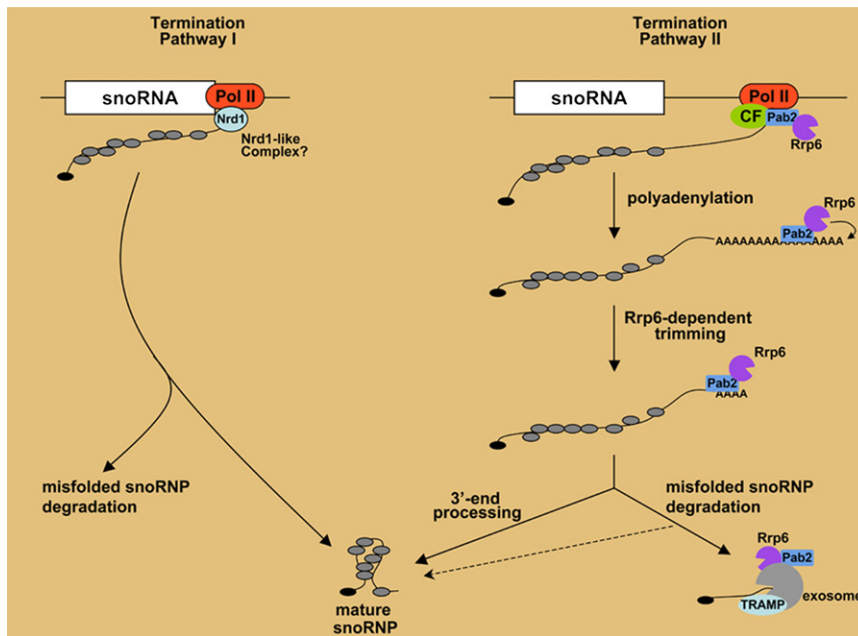 Termination
Pathway I
snoRNA
Pol II
Nrd1
Nrd1-like
Complex?
misfolded snoRNP
degradation
Termination
Pathway II
snoRNA
Pol II
CF
Pab2
Rrp6
polyadenylation
Rrp6
Pab2
AAAAAAAAAAAAAAAAA
Rrp6-dependent
trimming
Rrp6
Pab2
AAAA
3'-end
processing
misfolded snoRNP
degradation
Rrp6
Pab2
exosome
TRAMP
mature
snoRNP